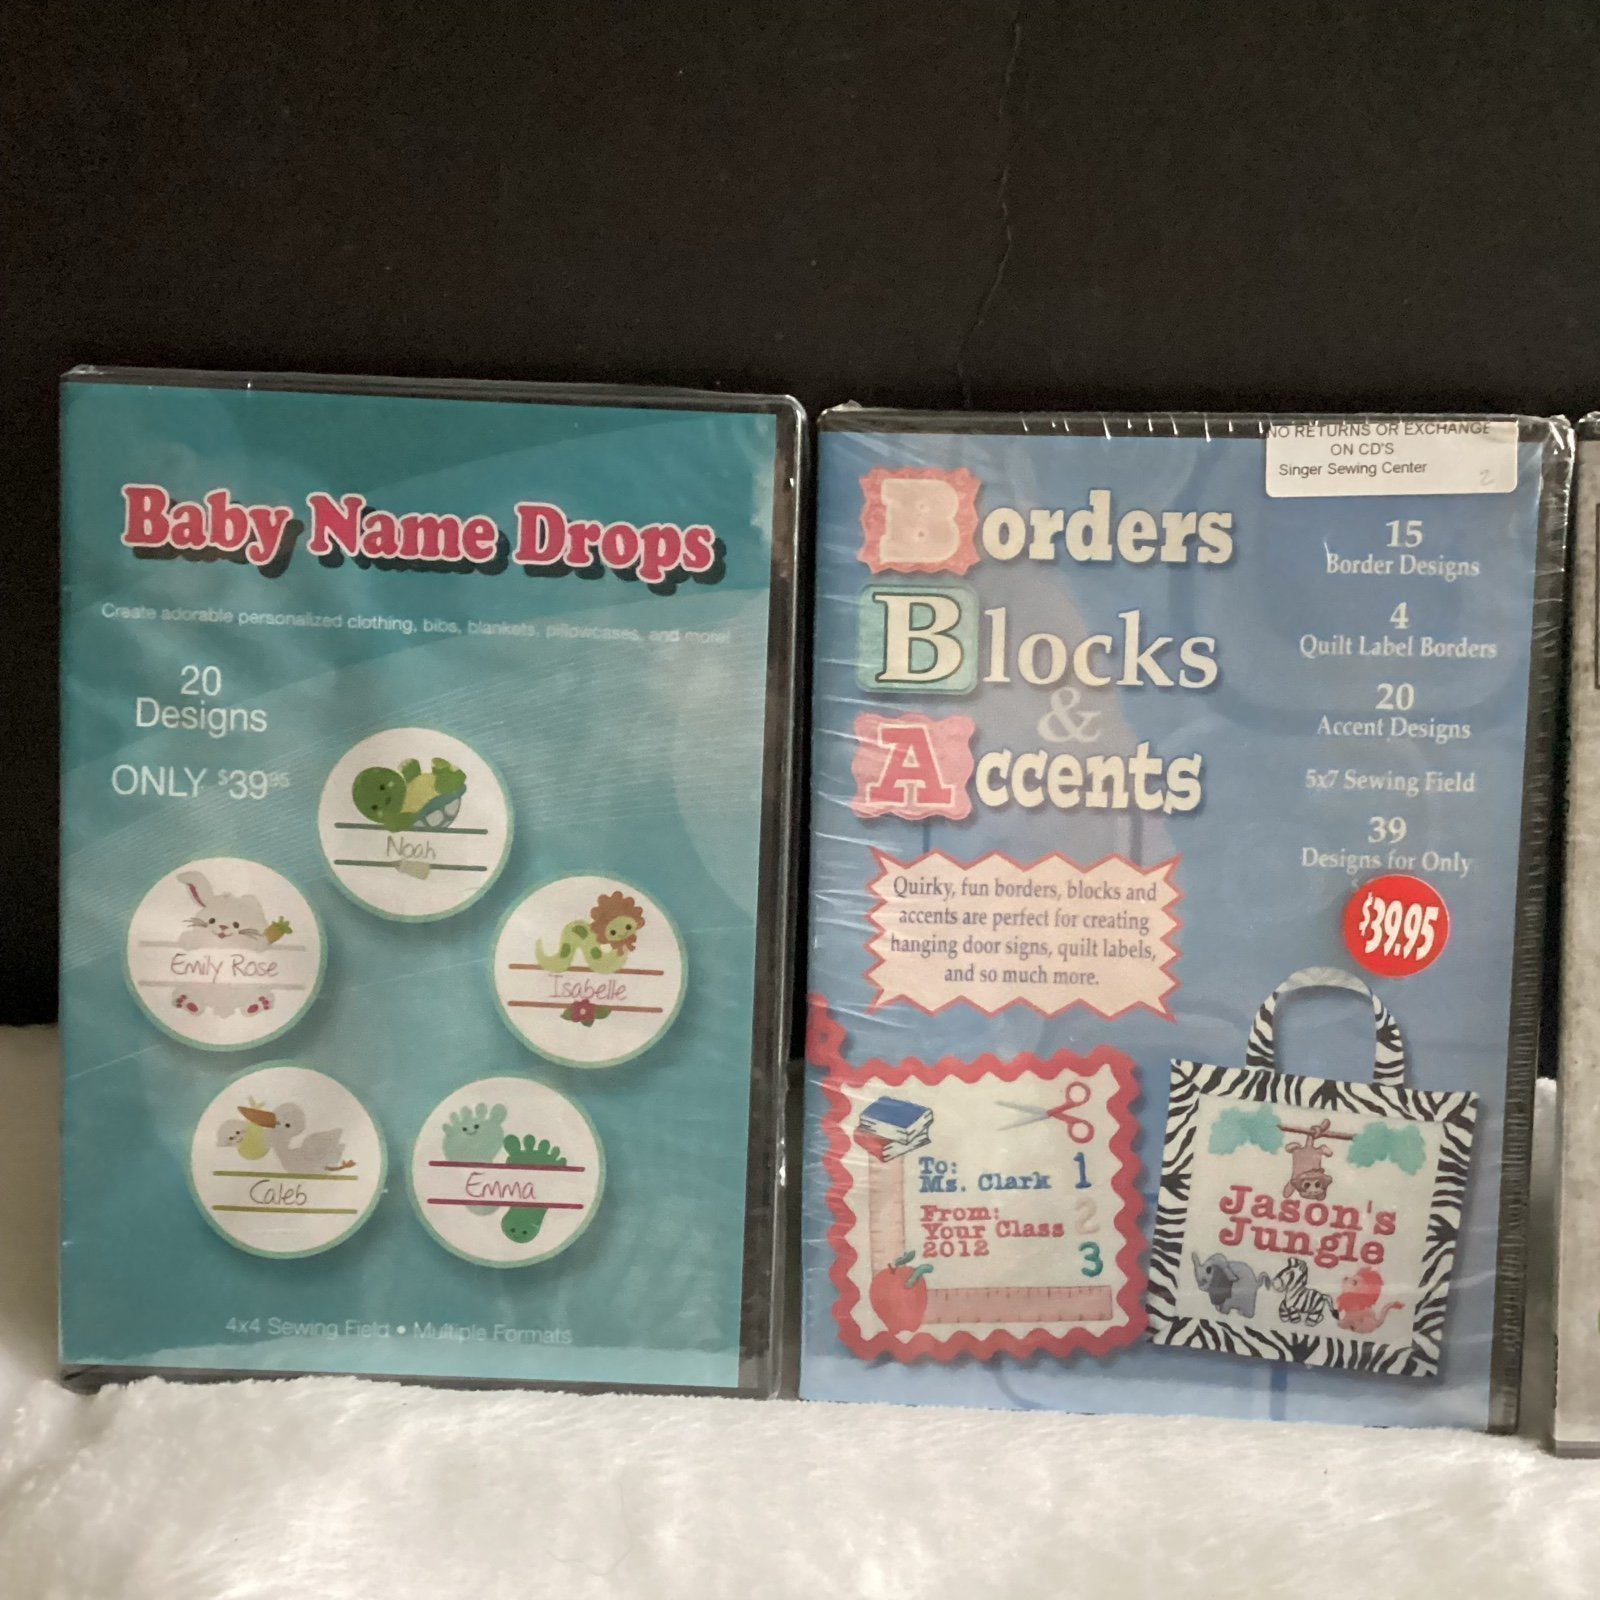 Baby Name Drops
Create adorable personalized clothing, bibs, blankets, pillowcases, and more!
20
Designs
ONLY $39.95
Noah
Emily Rose
Isabelle
Caleb
Emma
4x4 Sewing Field • Multiple Formats
NO RETURNS OR EXCHANGE
ON CD'S
Singer Sewing Center
2
Borders
Blocks
&
Accents
15
Border Designs
4
Quilt Label Borders
20
Accent Designs
5x7 Sewing Field
39
Designs for Only
$39.95
Quirky, fun borders, blocks and
accents are perfect for creating
hanging door signs, quilt labels,
and so much more.
To:
Ms. Clark
From:
Your Class
2012
1
2
3
Jason's
Jungle